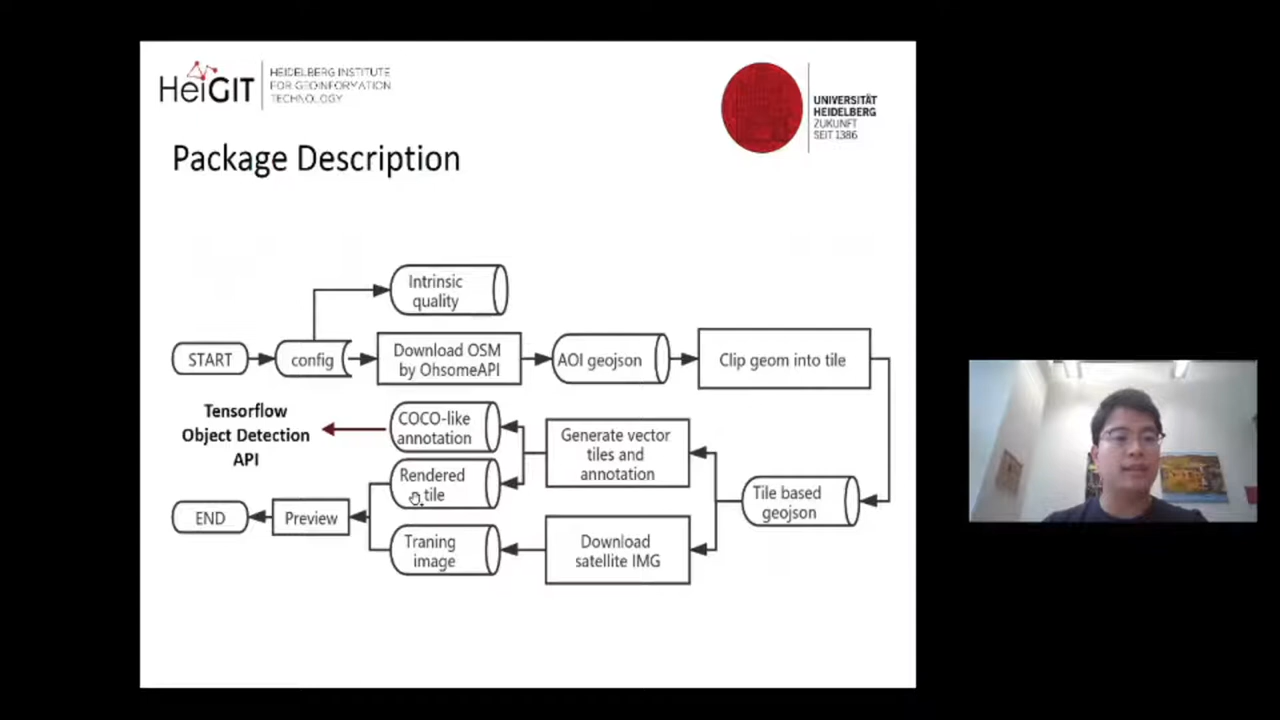 HeiGIT
HEIDELBERG INSTITUTE
FOR GEOINFORMATION
TECHNOLOGY
UNIVERSITÄT
HEIDELBERG
ZUKUNFT
SEIT 1386
Package Description
Intrinsic
quality
START
config
Download OSM
by OhsomeAPI
AOI geojson
Clip geom into tile
Tensorflow
Object Detection
API
COCO-like
annotation
Generate vector
tiles and
annotation
Rendered
tile
Tile based
geojson
END
Preview
Traning
image
Download
satellite IMG